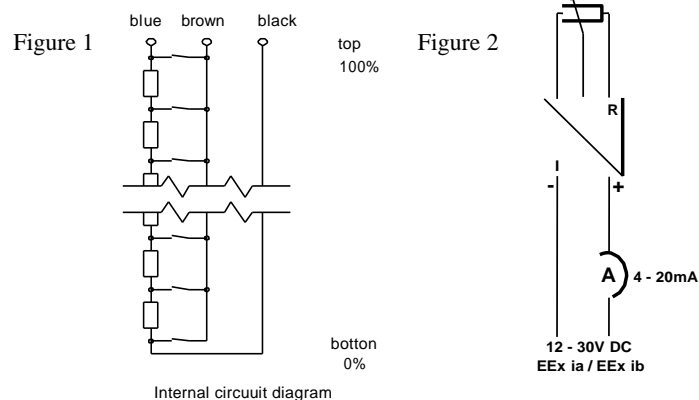 Figure 1
blue brown black
top
100%
botton
0%
Internal circuuit diagram
Figure 2
R
I
- +
A 4 - 20mA
12 - 30V DC
EEx ia / EEx ib